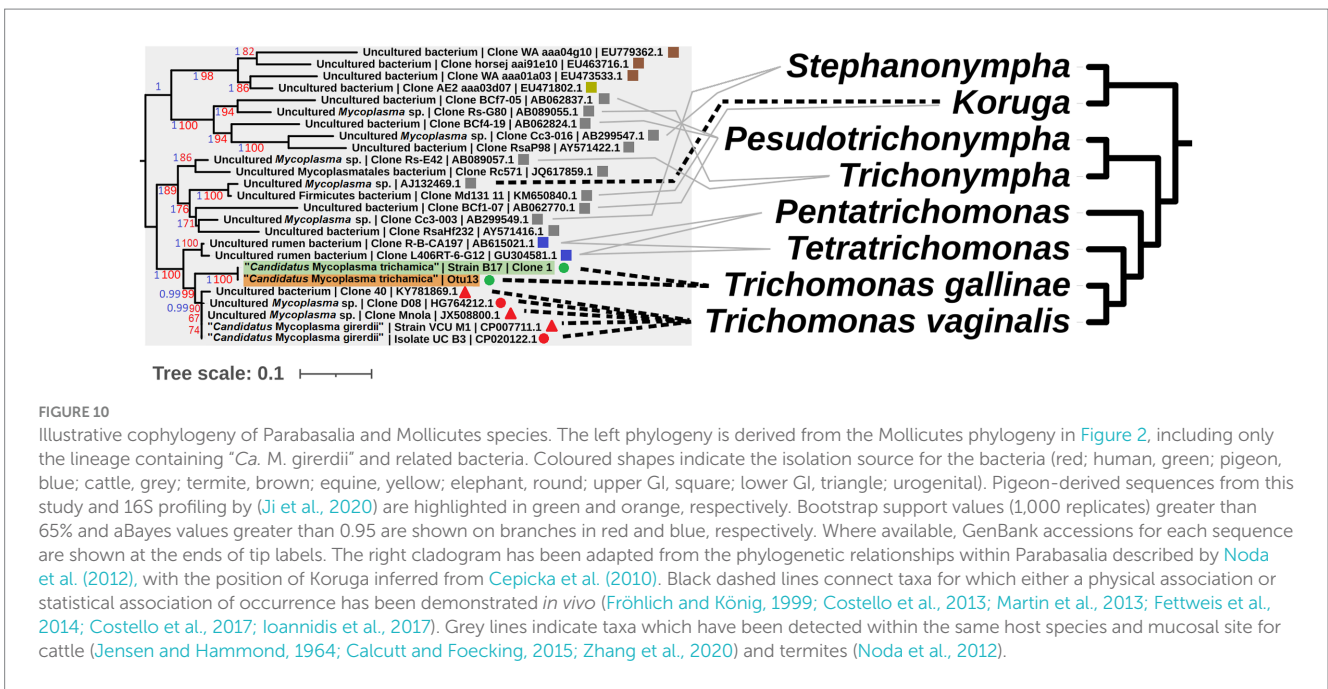 Uncultured bacterium | Clone WA aaa04g10 | EU779362.1
Uncultured bacterium | Clone horsej aai91e10 | EU463716.1
Uncultured bacterium | Clone WA aaa01a03 | EU473533.1
Uncultured bacterium | Clone AE2 aaa03d07 | EU471802.1
Uncultured bacterium | Clone BCf7-05 | AB062837.1
Uncultured Mycoplasma sp. | Clone Rs-G80 | AB089055.1
Uncultured bacterium | Clone BCf4-19 | AB062824.1
Uncultured Mycoplasma sp. | Clone Cc3-016 | AB299547.1
Uncultured bacterium | Clone RsaP98 | AY571422.1
Uncultured Mycoplasma sp. | Clone Rs-E42 | AB089057.1
Uncultured Mycoplasmatales bacterium | Clone Rc571 | JQ617859.1
Uncultured Mycoplasma sp. | AJ132469.1
Uncultured Firmicutes bacterium | Clone Md131 11 | KM650840.1
Uncultured bacterium | Clone BCf1-07 | AB062770.1
Uncultured Mycoplasma sp. | Clone Cc3-003 | AB299549.1
Uncultured bacterium | Clone RsaHf232 | AY571416.1
Uncultured rumen bacterium | Clone R-B-CA197 | AB615021.1
Uncultured rumen bacterium | Clone L406RT-6-G12 | GU304581.1
"Candidatus Mycoplasma trichamica" | Strain B17 | Clone 1
"Candidatus Mycoplasma trichamica" | Otu13
Uncultured bacterium | Clone 40 | KY781869.1
Uncultured Mycoplasma sp. | Clone D08 | HG764212.1
Uncultured Mycoplasma sp. | Clone Mnola | JX508800.1
"Candidatus Mycoplasma girerdii" | Strain VCU M1 | CP007711.1
"Candidatus Mycoplasma girerdii" | Isolate UC B3 | CP020122.1
1 82
1 98
1
1 86
1 94
1 100
1 94
1 100
1 86
1 89
1 100
1 76
1 71
1 100
1 100
1 100
0.99 99
0.99 90
67
74
Stephanonympha
Koruga
Pesudotrichonympha
Trichonympha
Pentatrichomonas
Tetratrichomonas
Trichomonas gallinae
Trichomonas vaginalis
Tree scale: 0.1
FIGURE 10
Illustrative cophylogeny of Parabasalia and Mollicutes species. The left phylogeny is derived from the Mollicutes phylogeny in Figure 2, including only
the lineage containing "Ca. M. girerdii" and related bacteria. Coloured shapes indicate the isolation source for the bacteria (red; human, green; pigeon,
blue; cattle, grey; termite, brown; equine, yellow; elephant, round; upper GI, square; lower GI, triangle; urogenital). Pigeon-derived sequences from this
study and 16S profiling by (Ji et al., 2020) are highlighted in green and orange, respectively. Bootstrap support values (1,000 replicates) greater than
65% and aBayes values greater than 0.95 are shown on branches in red and blue, respectively. Where available, GenBank accessions for each sequence
are shown at the ends of tip labels. The right cladogram has been adapted from the phylogenetic relationships within Parabasalia described by Noda
et al. (2012), with the position of Koruga inferred from Cepicka et al. (2010). Black dashed lines connect taxa for which either a physical association or
statistical association of occurrence has been demonstrated in vivo (Fröhlich and König, 1999; Costello et al., 2013; Martin et al., 2013; Fettweis et al.,
2014; Costello et al., 2017; Ioannidis et al., 2017). Grey lines indicate taxa which have been detected within the same host species and mucosal site for
cattle (Jensen and Hammond, 1964; Calcutt and Foecking, 2015; Zhang et al., 2020) and termites (Noda et al., 2012).